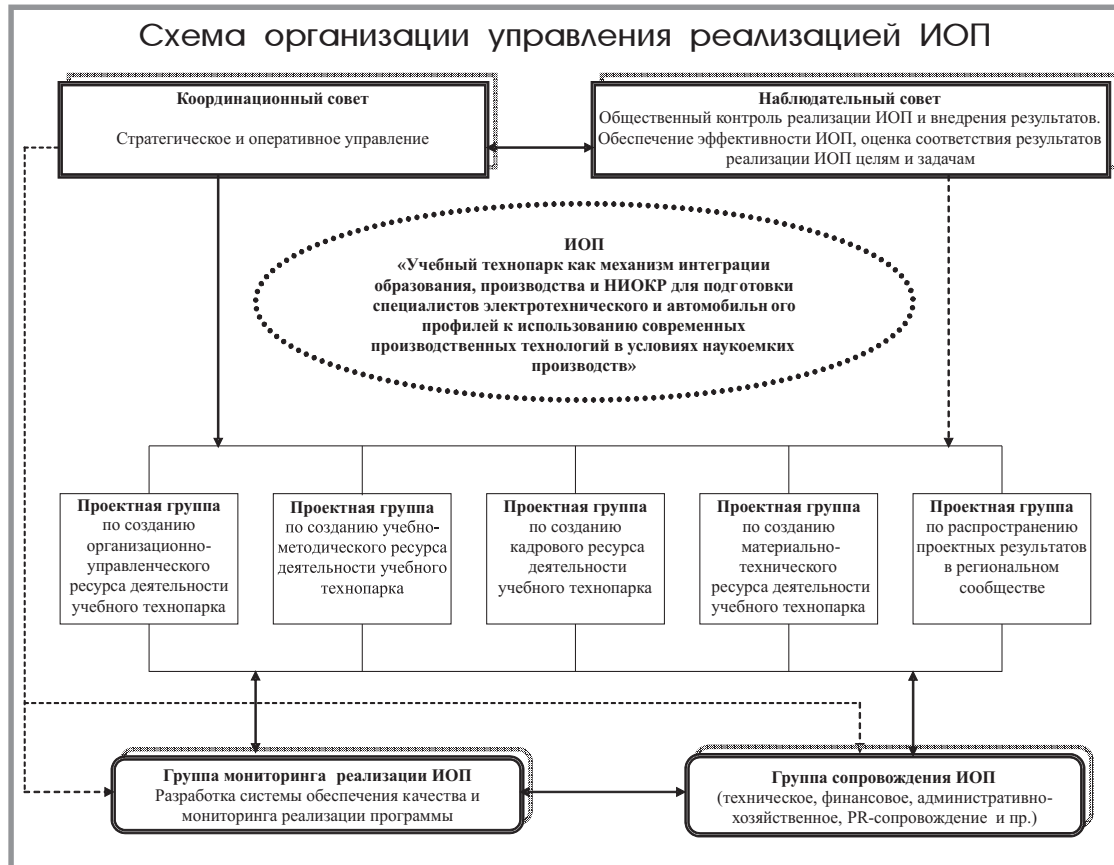 Схема организации управления реализацией ИОП
Координационный совет
Стратегическое и оперативное управление
Наблюдательный совет
Общественный контроль реализации ИОП и внедрения результатов.
Обеспечение эффективности ИОП, оценка соответствия результатов
реализации ИОП целям и задачам
ИОП
«Учебный технопарк как механизм интеграции
образования, производства и НИОКР для подготовки
специалистов электротехнического и автомобильн ого
профилей к использованию современных
производственных технологий в условиях наукоемких
производств»
Проектная группа
по созданию
организационно-
управленческого
ресурса деятельности
учебного технопарка
Проектная группа
по созданию учебно-
методического ресурса
деятельности учебного
технопарка
Проектная группа
по созданию
кадрового ресурса
деятельности
учебного технопарка
Проектная группа
по созданию
материально-
технического
ресурса деятельности
учебного технопарка
Проектная группа
по распространению
проектных результатов
в региональном
сообществе
Группа мониторинга реализации ИОП
Разработка системы обеспечения качества и
мониторинга реализации программы
Группа сопровождения ИОП
(техническое, финансовое, административно-
хозяйственное, PR-сопровождение и пр.)